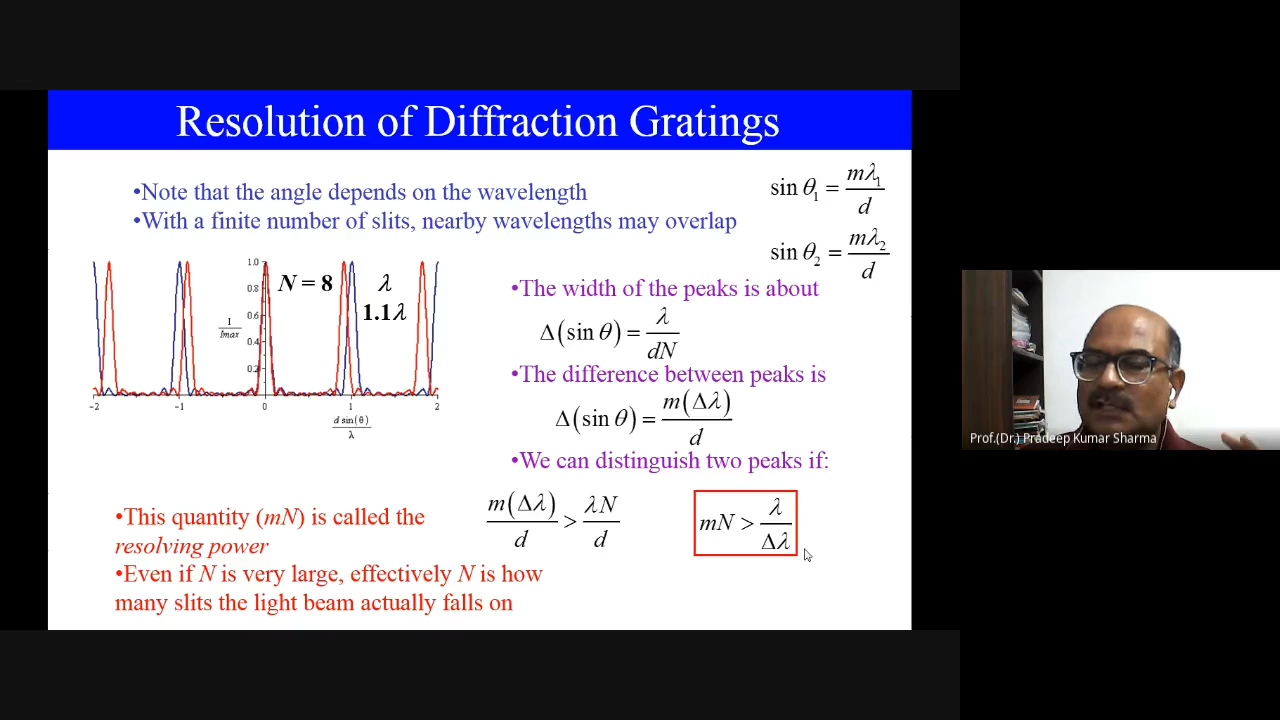 Resolution of Diffraction Gratings
•Note that the angle depends on the wavelength
•With a finite number of slits, nearby wavelengths may overlap
sin θ₁ = mλ₁/d
sin θ₂ = mλ₂/d
•The width of the peaks is about
Δ(sin θ) = λ/dN
•The difference between peaks is
Δ(sin θ) = m(Δλ)/d
•We can distinguish two peaks if:
m(Δλ)/d > λN/d
mN > λ/Δλ
N = 8
λ
1.1λ
1.0
0.8
0.6
0.4
0.2
I/Imax
-2 -1 0 1 2
d sin(θ)/λ
•This quantity (mN) is called the
resolving power
•Even if N is very large, effectively N is how
many slits the light beam actually falls on
Prof.(Dr.) Pradeep Kumar Sharma